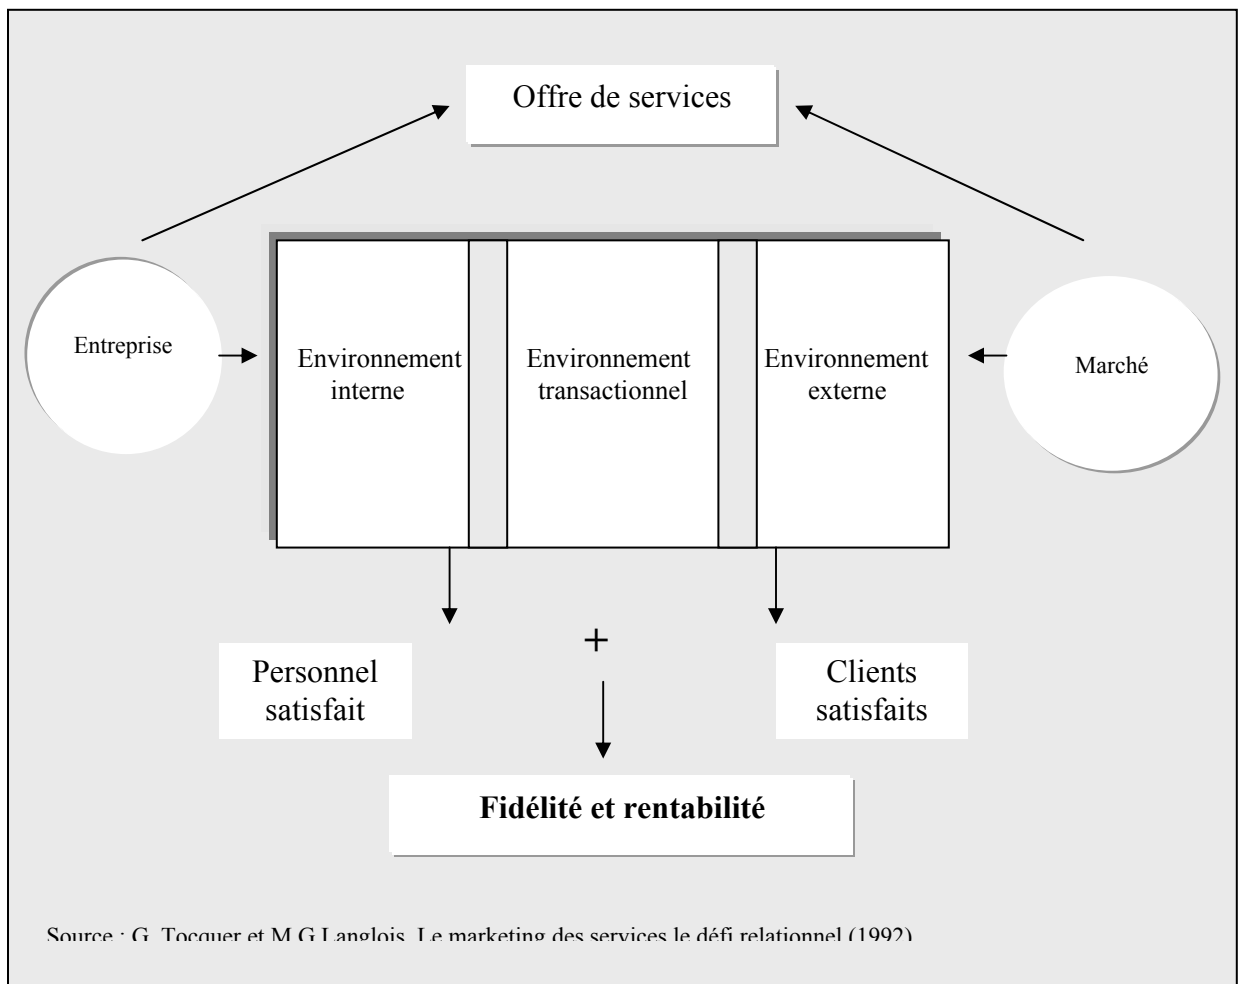 Offre de services
Entreprise
Environnement
interne
Environnement
transactionnel
Environnement
externe
Marché
Personnel
satisfait
+
Clients
satisfaits
Fidélité et rentabilité
Source : G. Tocquer et M.G.Langlois. Le marketing des services le défi relationnel (1992)